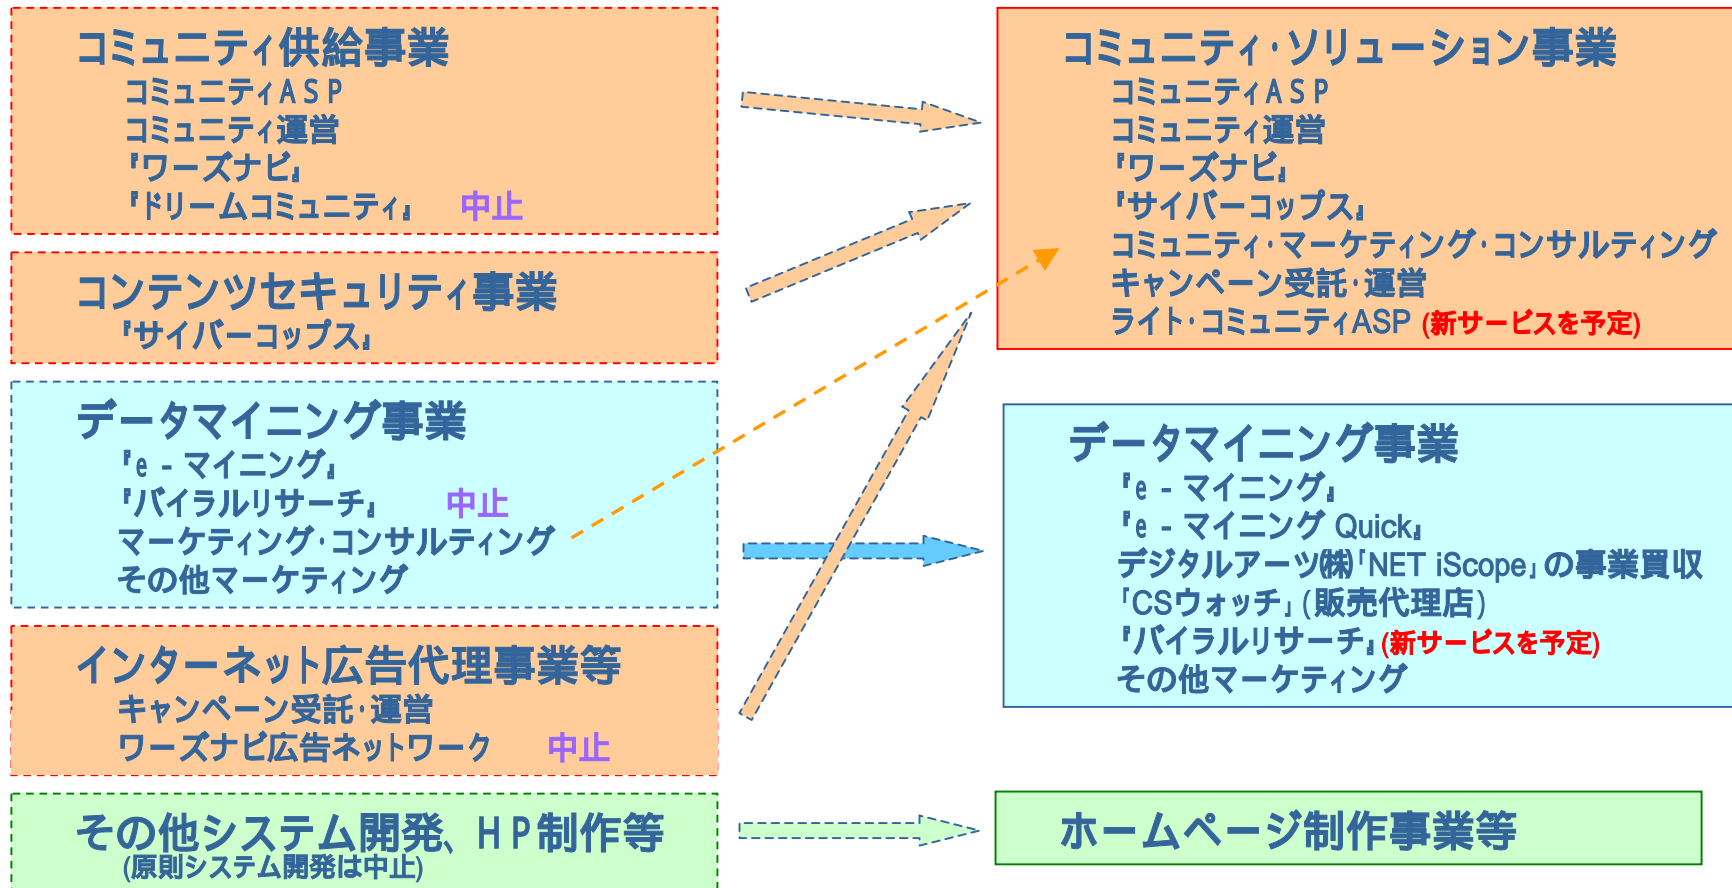 コミュニティ供給事業
コミュニティASP
コミュニティ運営
『ワーズナビ』
『ドリームコミュニティ』 中止
コンテンツセキュリティ事業
『サイバーコップス』
データマイニング事業
『e－マイニング』
『バイラルリサーチ』 中止
マーケティング・コンサルティング
その他マーケティング
インターネット広告代理事業等
キャンペーン受託・運営
ワーズナビ広告ネットワーク 中止
その他システム開発、HP制作等
(原則システム開発は中止)
コミュニティ・ソリューション事業
コミュニティASP
コミュニティ運営
『ワーズナビ』
『サイバーコップス』
コミュニティ・マーケティング・コンサルティング
キャンペーン受託・運営
ライト・コミュニティASP (新サービスを予定)
データマイニング事業
『e－マイニング』
『e－マイニング Quick』
デジタルアーツ㈱「NET iScope」の事業買収
「CSウォッチ」(販売代理店)
『バイラルリサーチ』(新サービスを予定)
その他マーケティング
ホームページ制作事業等